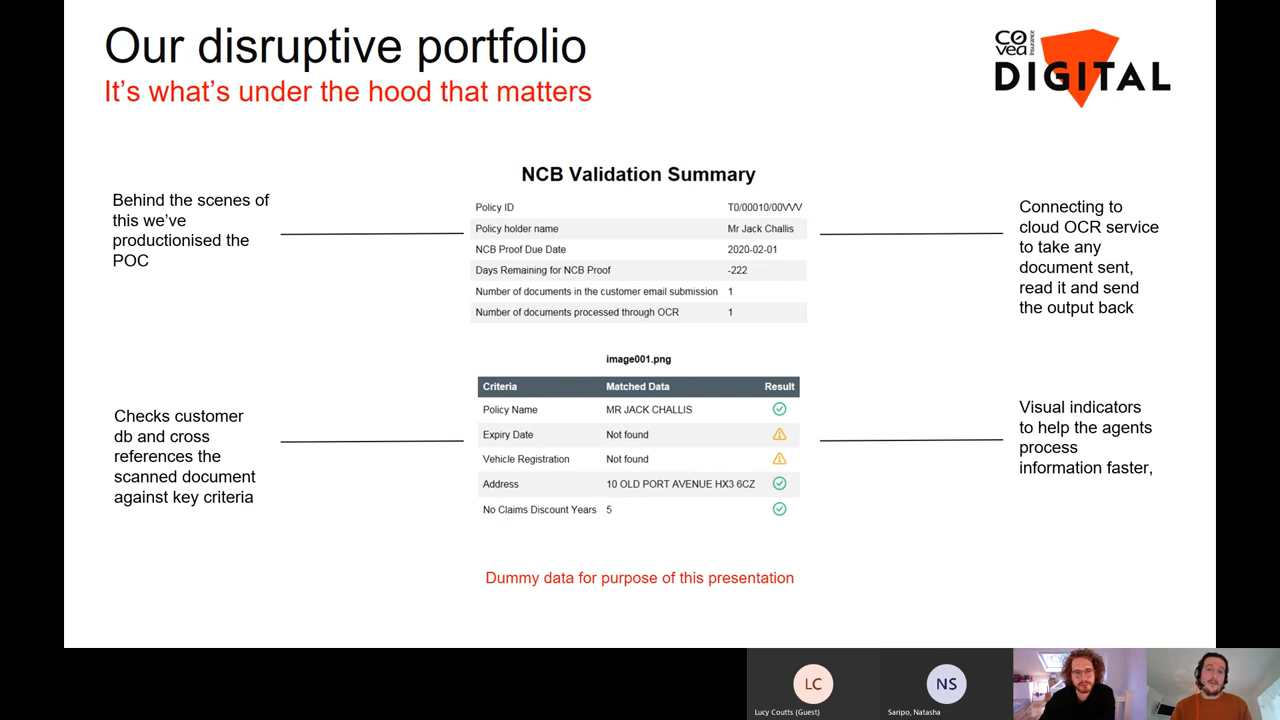 Our disruptive portfolio
It's what's under the hood that matters
covea
Insurance
DIGITAL
Behind the scenes of
this we've
productionised the
POC
Checks customer
db and cross
references the
scanned document
against key criteria
NCB Validation Summary
Policy ID T0/00010/00VVV
Policy holder name Mr Jack Challis
NCB Proof Due Date 2020-02-01
Days Remaining for NCB Proof -222
Number of documents in the customer email submission 1
Number of documents processed through OCR 1
image001.png
Criteria Matched Data Result
Policy Name MR JACK CHALLIS
Expiry Date Not found
Vehicle Registration Not found
Address 10 OLD PORT AVENUE HX3 6CZ
No Claims Discount Years 5
Dummy data for purpose of this presentation
Connecting to
cloud OCR service
to take any
document sent,
read it and send
the output back
Visual indicators
to help the agents
process
information faster,
LC
Lucy Coutts (Guest)
NS
Saripo, Natasha